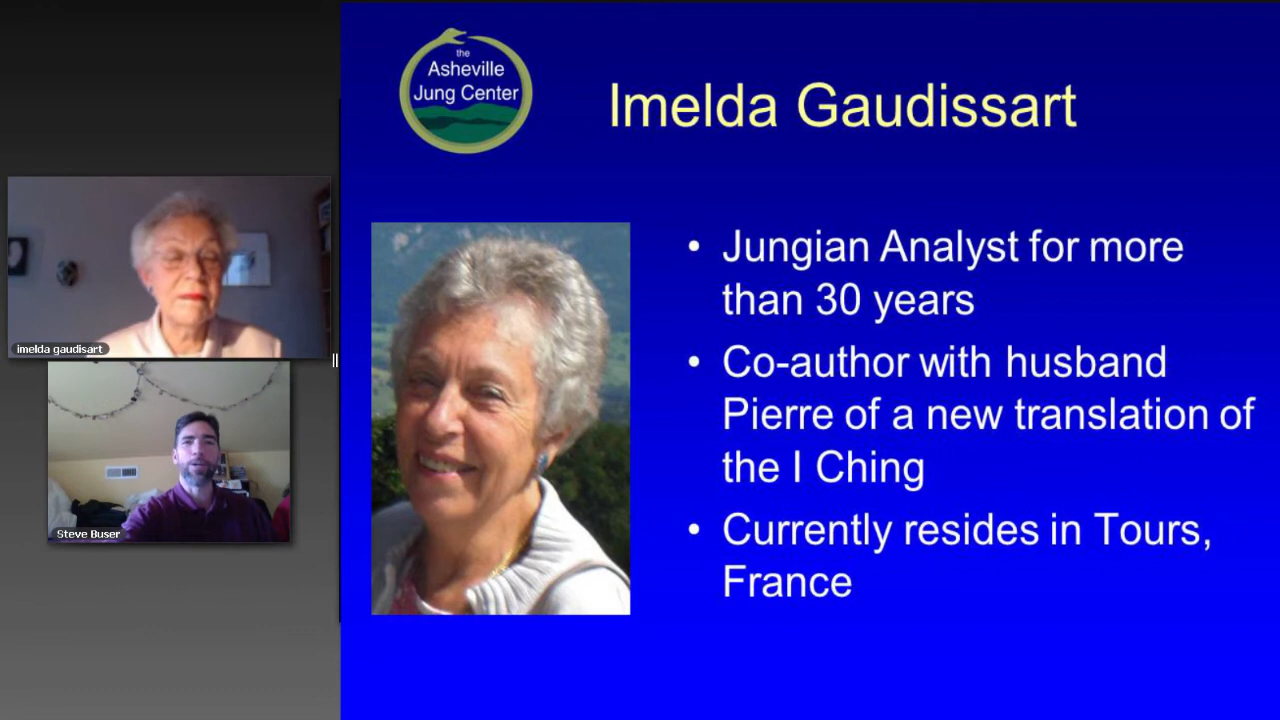 the
Asheville
Jung Center
Imelda Gaudissart
• Jungian Analyst for more
than 30 years
• Co-author with husband
Pierre of a new translation of
the I Ching
• Currently resides in Tours,
France
imelda gaudisart
Steve Buser